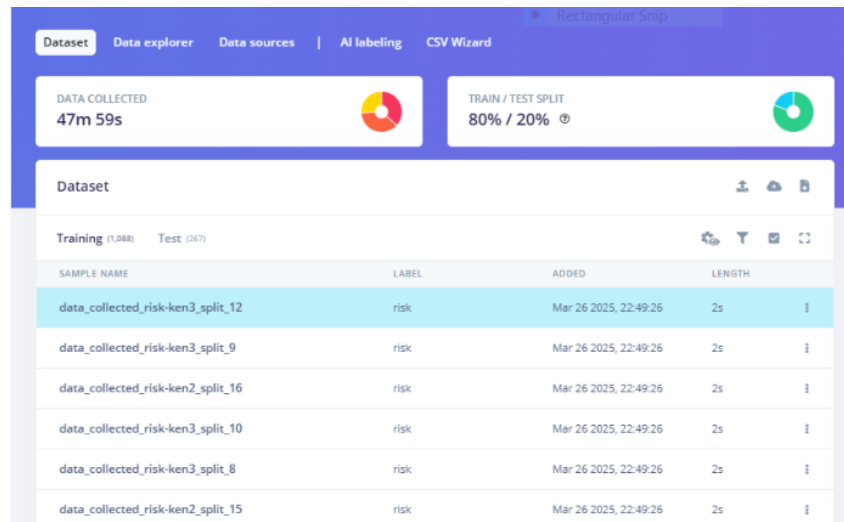 Rectangular Snip
Dataset Data explorer Data sources | AI labeling CSV Wizard
DATA COLLECTED
47m 59s
TRAIN / TEST SPLIT
80% / 20%
Dataset
Training (1,088) Test (267)
SAMPLE NAME LABEL ADDED LENGTH
data_collected_risk-ken3_split_12 risk Mar 26 2025, 22:49:26 2s
data_collected_risk-ken3_split_9 risk Mar 26 2025, 22:49:26 2s
data_collected_risk-ken2_split_16 risk Mar 26 2025, 22:49:26 2s
data_collected_risk-ken3_split_10 risk Mar 26 2025, 22:49:26 2s
data_collected_risk-ken3_split_8 risk Mar 26 2025, 22:49:26 2s
data_collected_risk-ken2_split_15 risk Mar 26 2025, 22:49:26 2s